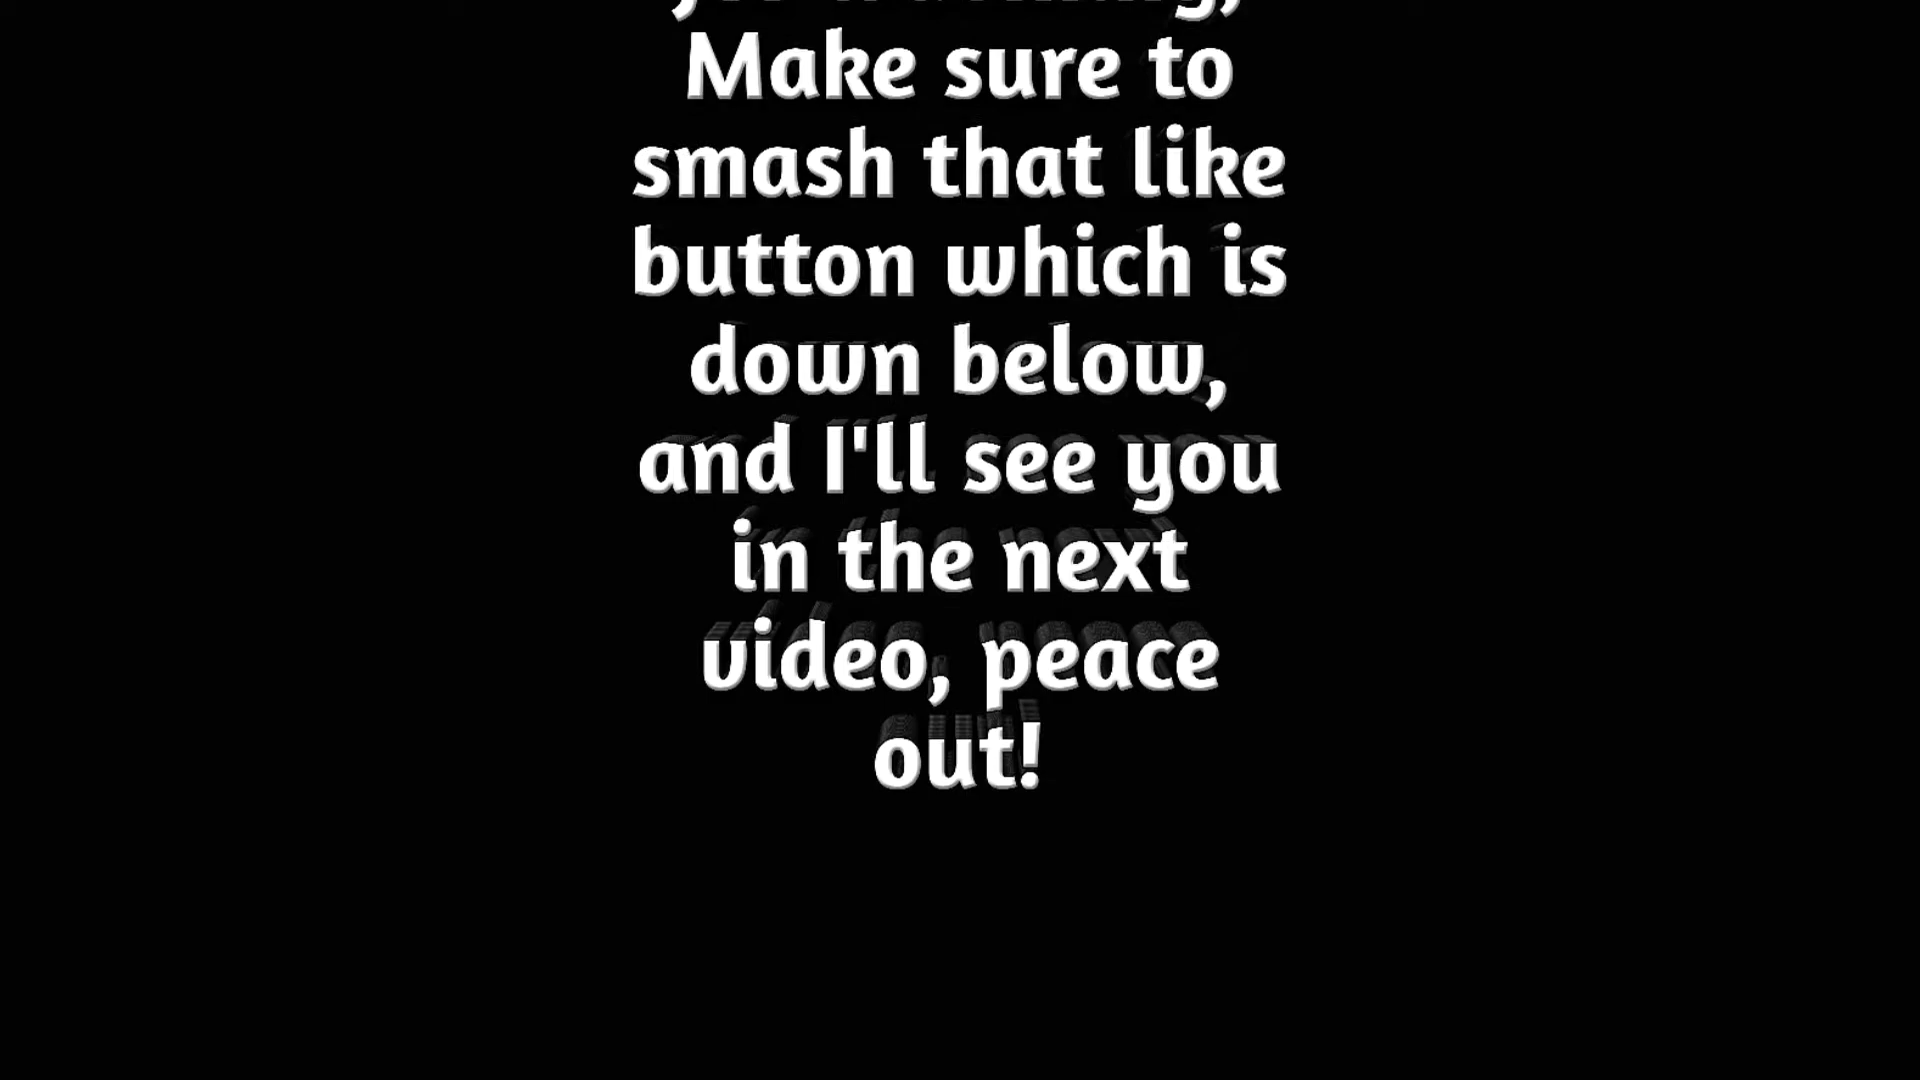 Make sure to
smash that like
button which is
down below,
and I'll see you
in the next
video, peace
out!